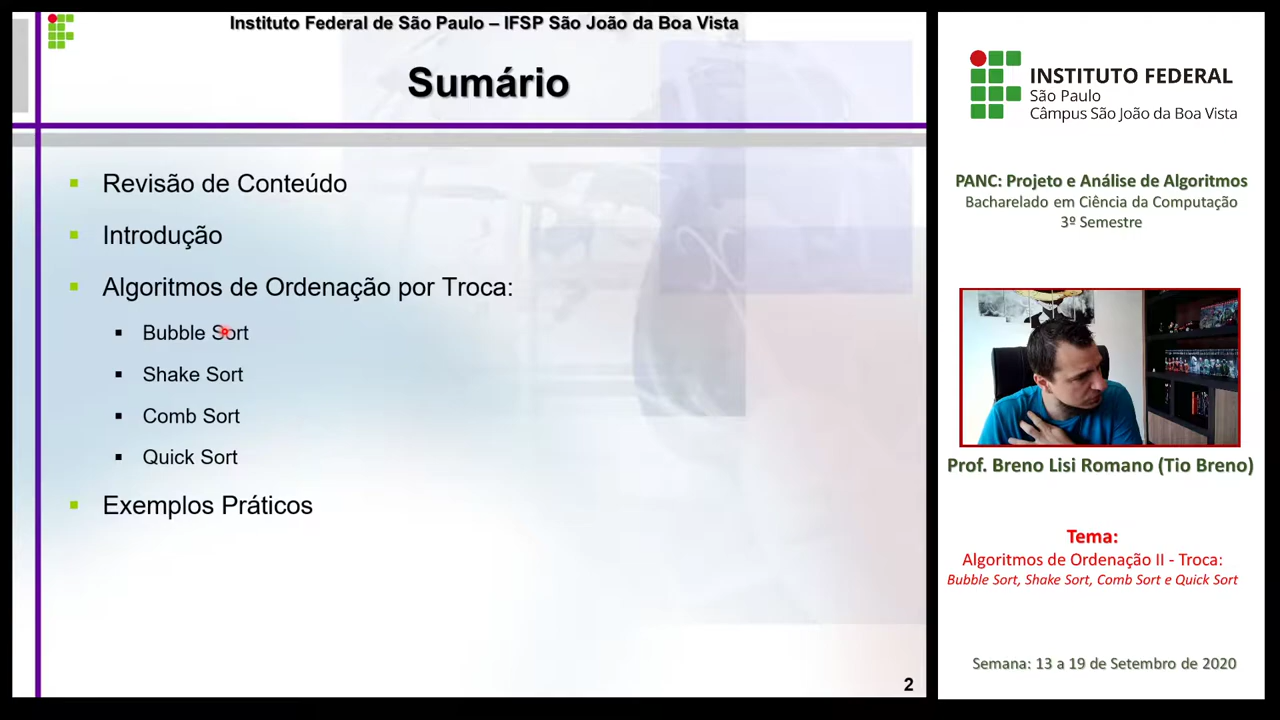 Instituto Federal de São Paulo – IFSP São João da Boa Vista
Sumário
Revisão de Conteúdo
Introdução
Algoritmos de Ordenação por Troca:
Bubble Sort
Shake Sort
Comb Sort
Quick Sort
Exemplos Práticos
2
INSTITUTO FEDERAL
São Paulo
Câmpus São João da Boa Vista
PANC: Projeto e Análise de Algoritmos
Bacharelado em Ciência da Computação
3º Semestre
Prof. Breno Lisi Romano (Tio Breno)
Tema:
Algoritmos de Ordenação II - Troca:
Bubble Sort, Shake Sort, Comb Sort e Quick Sort
Semana: 13 a 19 de Setembro de 2020